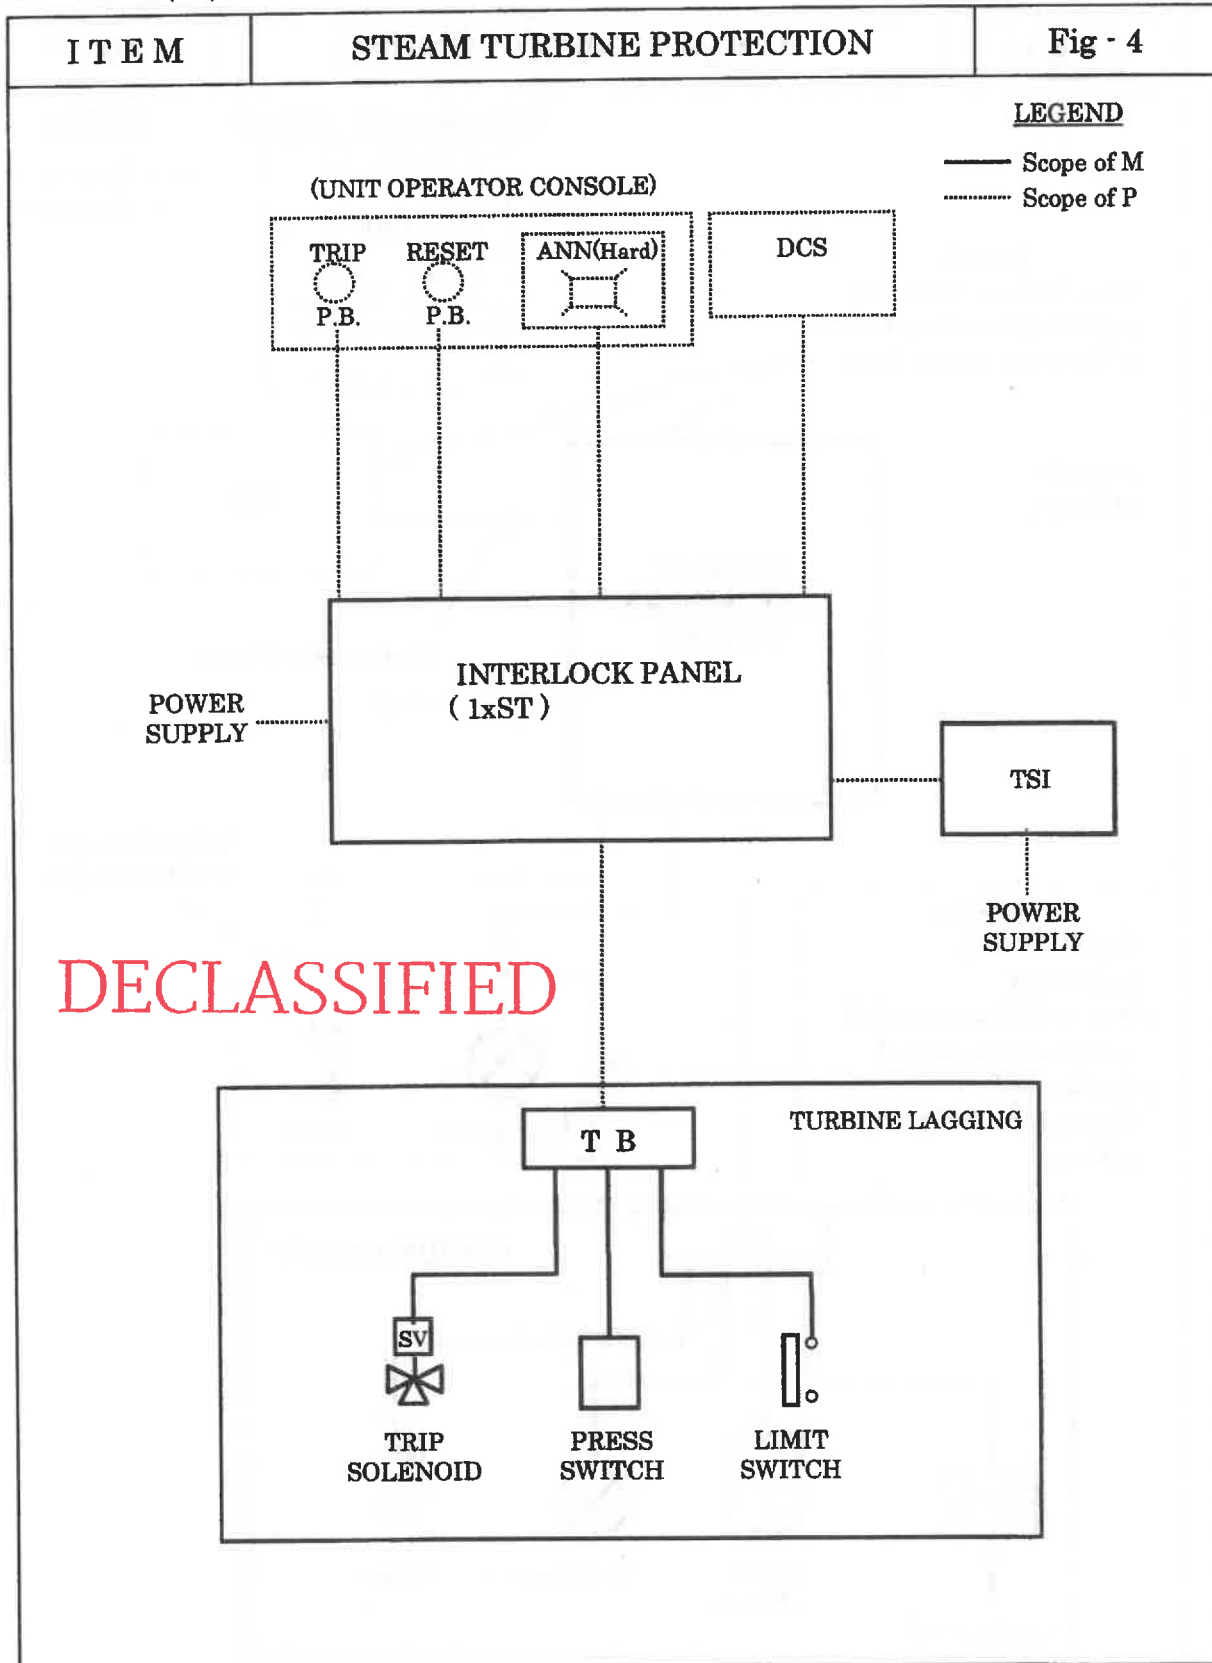 ITEM
STEAM TURBINE PROTECTION
Fig - 4
LEGEND
Scope of M
Scope of P
(UNIT OPERATOR CONSOLE)
TRIP
P.B.
RESET
P.B.
ANN(Hard)
DCS
INTERLOCK PANEL
( 1xST )
POWER
SUPPLY
TSI
POWER
SUPPLY
DECLASSIFIED
TURBINE LAGGING
T B
SV
TRIP
SOLENOID
PRESS
SWITCH
LIMIT
SWITCH